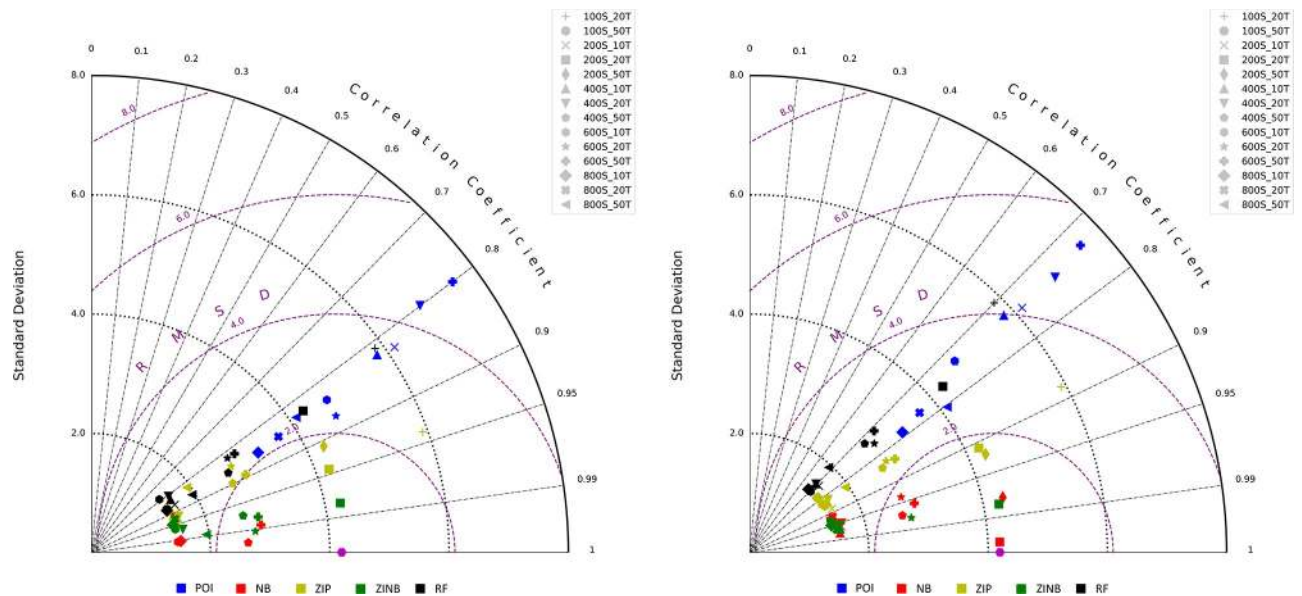 100S_20T
100S_50T
200S_10T
200S_20T
200S_50T
400S_10T
400S_20T
400S_50T
600S_10T
600S_20T
600S_50T
800S_10T
800S_20T
800S_50T
0
0.1
0.2
0.3
0.4
0.5
0.6
0.7
0.8
0.9
0.95
0.99
1
Correlation Coefficient
8.0
6.0
4.0
2.0
Standard Deviation
8.0
6.0
4.0
2.0
RMSD
POI NB ZIP ZINB RF
100S_20T
100S_50T
200S_10T
200S_20T
200S_50T
400S_10T
400S_20T
400S_50T
600S_10T
600S_20T
600S_50T
800S_10T
800S_20T
800S_50T
0
0.1
0.2
0.3
0.4
0.5
0.6
0.7
0.8
0.9
0.95
0.99
1
Correlation Coefficient
8.0
6.0
4.0
2.0
Standard Deviation
8.0
6.0
4.0
2.0
RMSD
POI NB ZIP ZINB RF